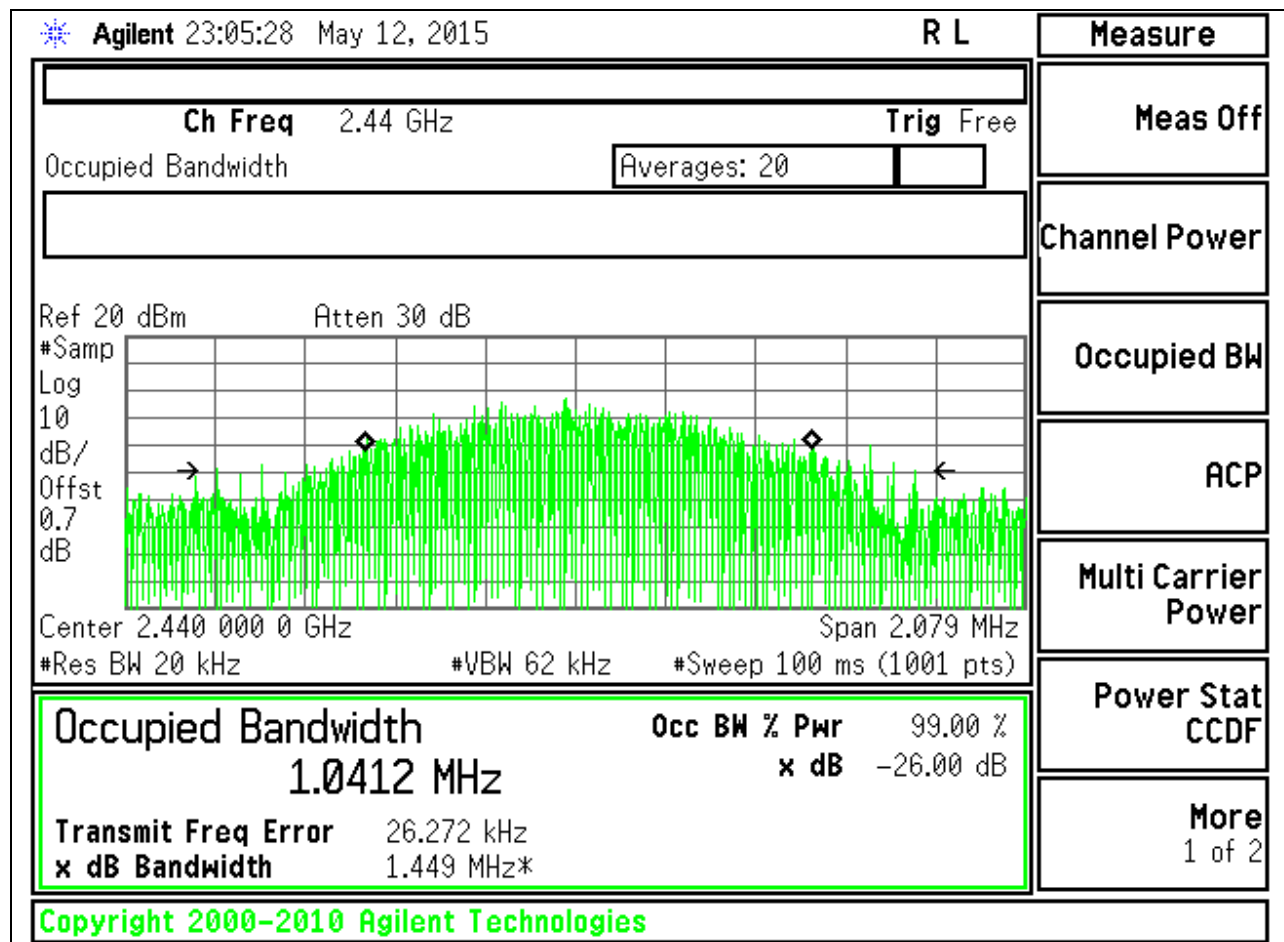 Agilent 23:05:28 May 12, 2015 R L
Measure
Ch Freq 2.44 GHz Trig Free
Occupied Bandwidth Averages: 20
Ref 20 dBm Atten 30 dB
#Samp
Log
10
dB/
Offst
0.7
dB
Center 2.440 000 0 GHz Span 2.079 MHz
#Res BW 20 kHz #VBW 62 kHz #Sweep 100 ms (1001 pts)
Occupied Bandwidth Occ BW % Pwr 99.00 %
1.0412 MHz x dB -26.00 dB
Transmit Freq Error 26.272 kHz
x dB Bandwidth 1.449 MHz*
Copyright 2000-2010 Agilent Technologies
Meas Off
Channel Power
Occupied BW
ACP
Multi Carrier
Power
Power Stat
CCDF
More
1 of 2